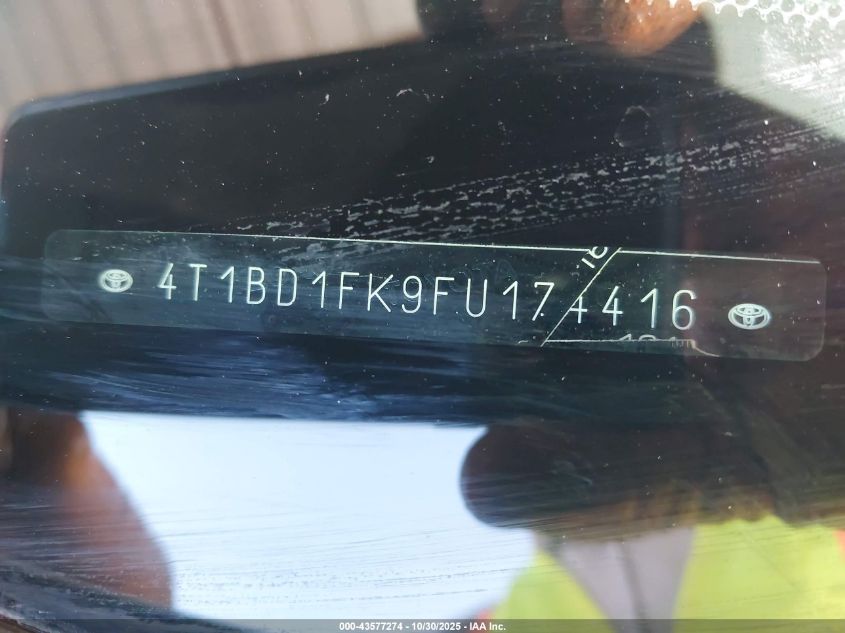 4T1BD1FK9FU174416
000-43577274 - 10/30/2025 - IAA Inc.